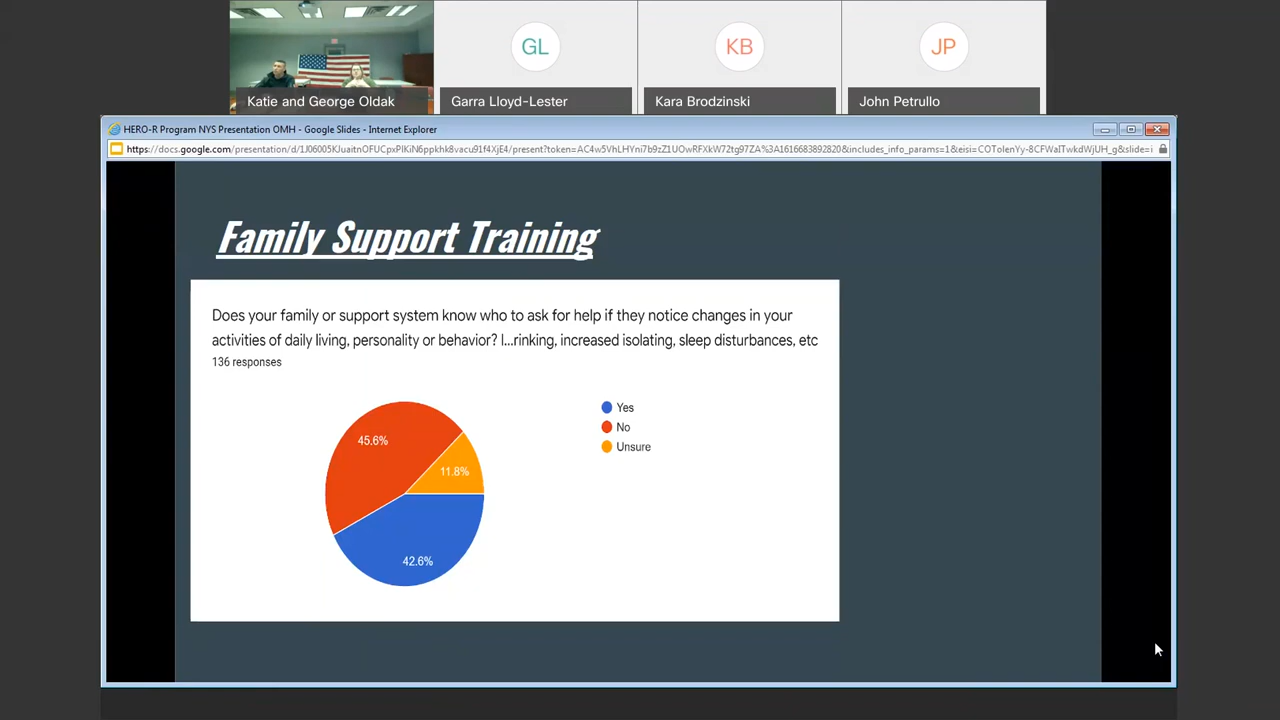 GL
KB
JP
Katie and George Oldak
Garra Lloyd-Lester
Kara Brodzinski
John Petrullo
HERO-R Program NYS Presentation OMH - Google Slides - Internet Explorer
Family Support Training
Does your family or support system know who to ask for help if they notice changes in your
activities of daily living, personality or behavior? I...rinking, increased isolating, sleep disturbances, etc
136 responses
45.6%
11.8%
42.6%
Yes
No
Unsure